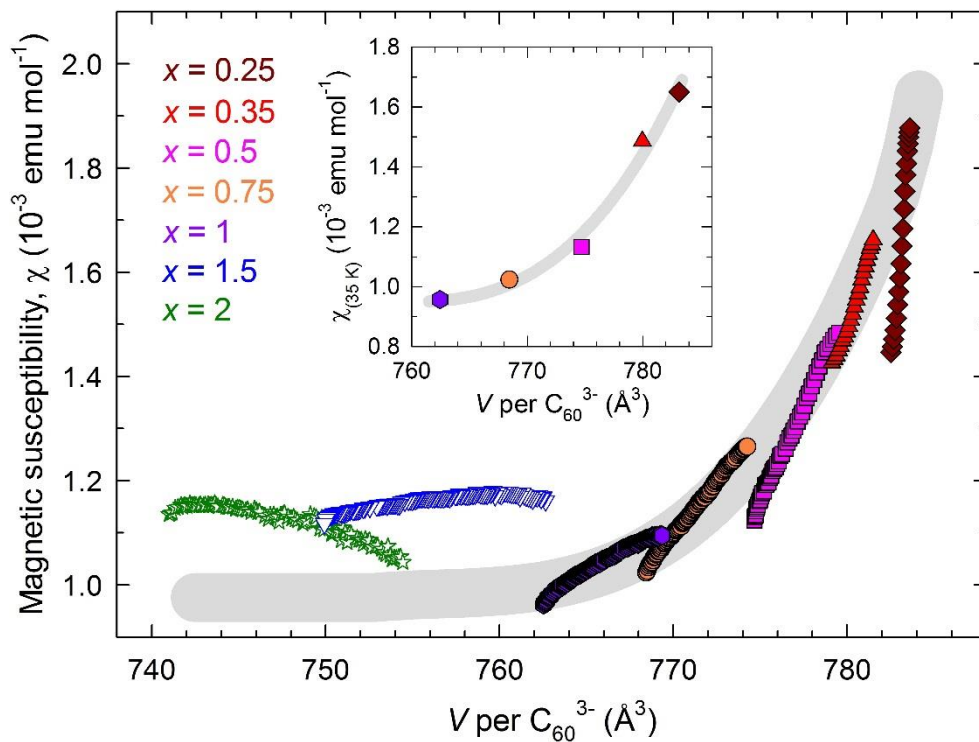 Magnetic susceptibility, χ (10⁻³ emu mol⁻¹)
2.0
1.8
1.6
1.4
1.2
1.0
x = 0.25
x = 0.35
x = 0.5
x = 0.75
x = 1
x = 1.5
x = 2
χ(35 K) (10⁻³ emu mol⁻¹)
1.8
1.6
1.4
1.2
1.0
0.8
760 770 780
V per C₆₀³⁻ (Å³)
740 750 760 770 780
V per C₆₀³⁻ (Å³)